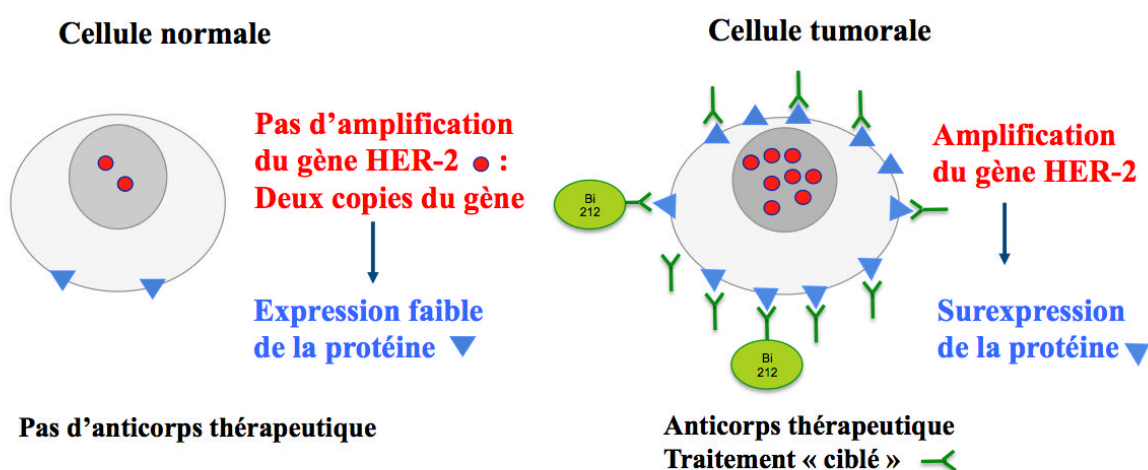 Cellule normale
Pas d'amplification
du gène HER-2 :
Deux copies du gène
Expression faible
de la protéine
Pas d'anticorps thérapeutique
Cellule tumorale
Bi
212
Bi
212
Amplification
du gène HER-2
Surexpression
de la protéine
Anticorps thérapeutique
Traitement « ciblé »